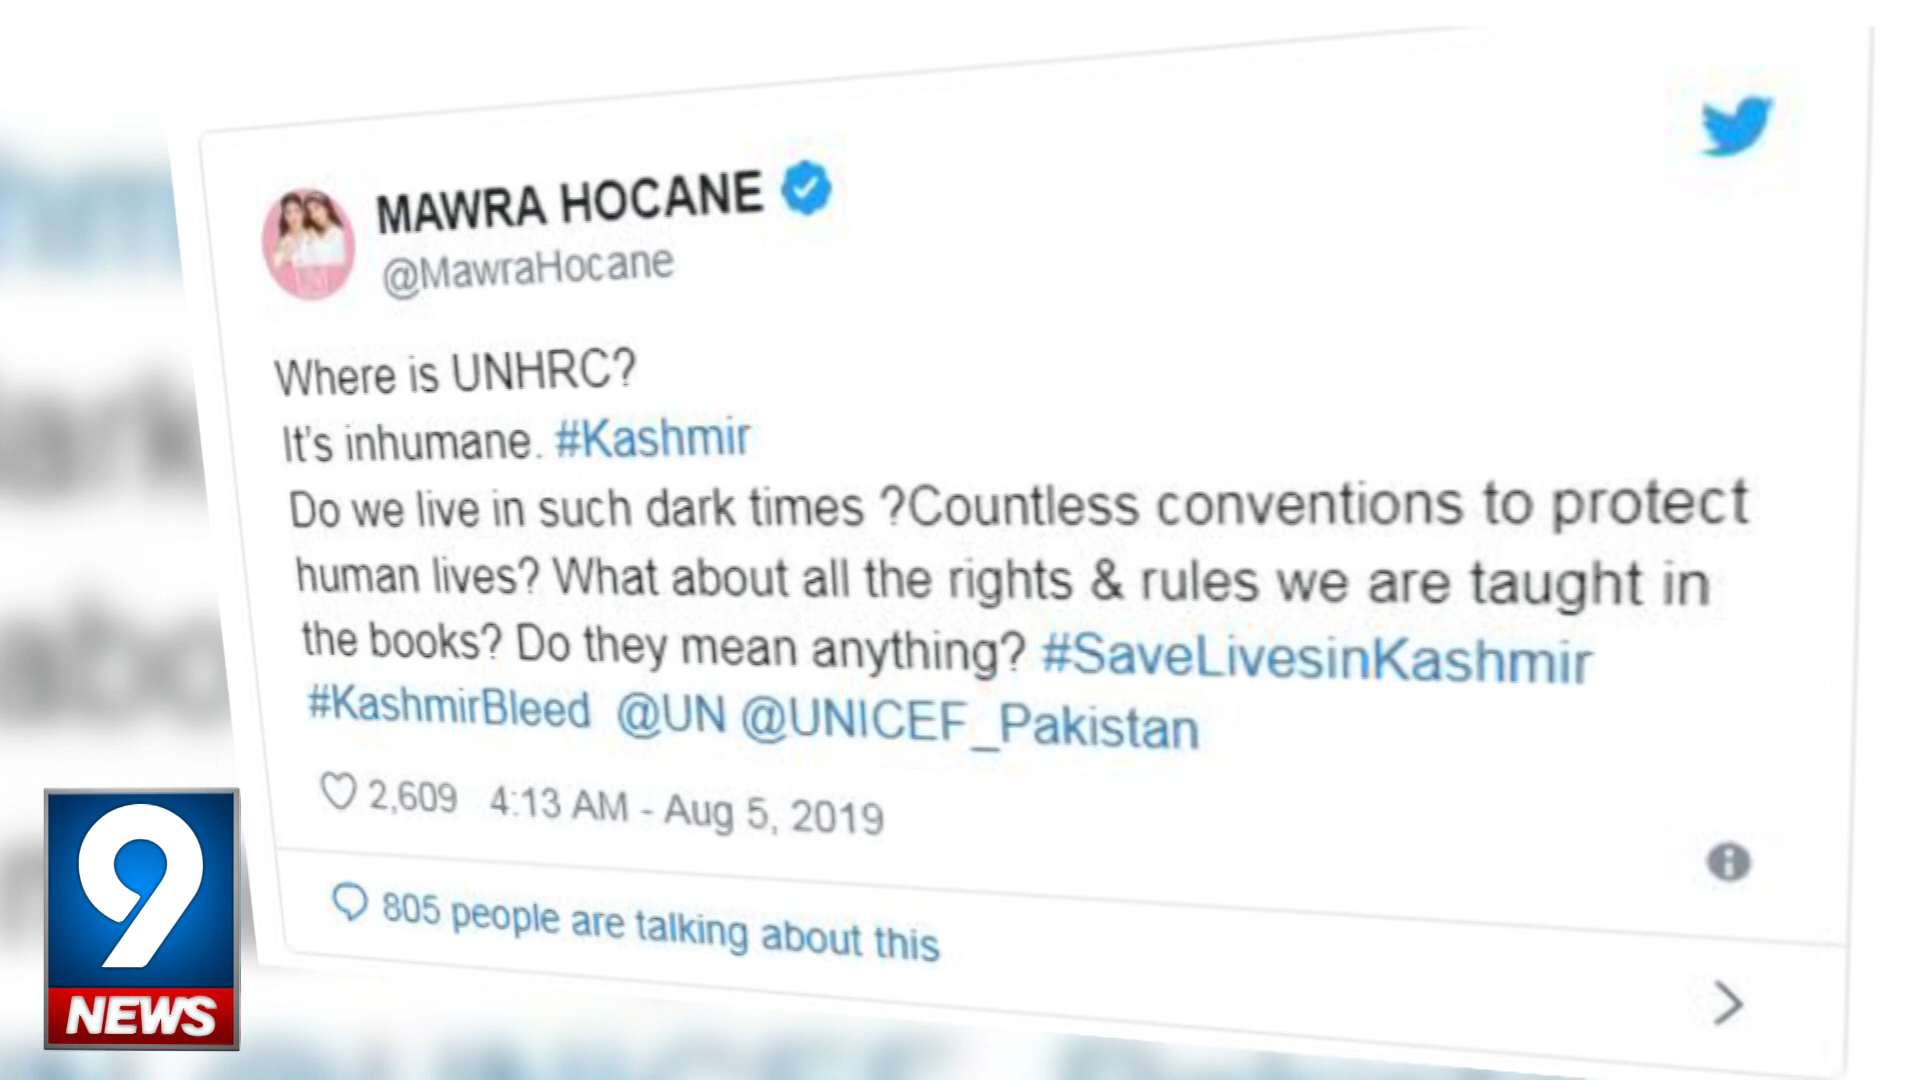 MAWRA HOCANE
@MawraHocane
Where is UNHRC?
It's inhumane. #Kashmir
Do we live in such dark times ?Countless conventions to protect
human lives? What about all the rights & rules we are taught in
the books? Do they mean anything? #SaveLivesinKashmir
#KashmirBleed @UN @UNICEF_Pakistan
2,609 4:13 AM - Aug 5, 2019
805 people are talking about this
9
NEWS